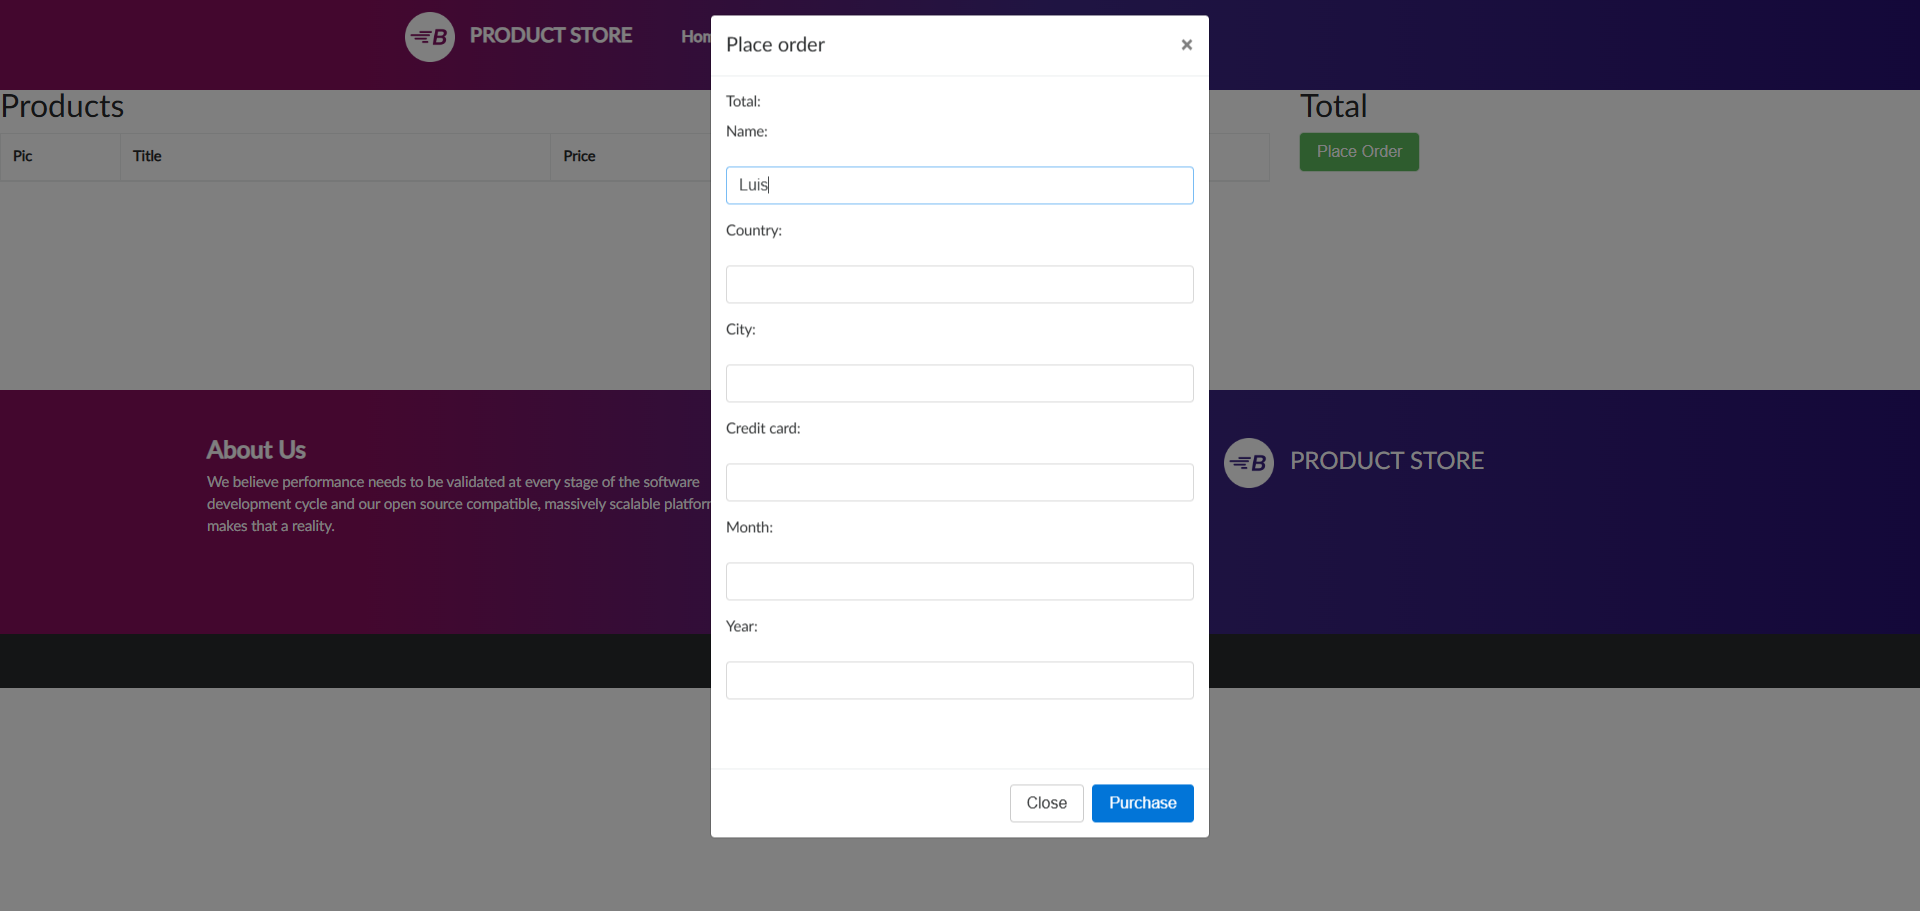 B PRODUCT STORE Hom
Products
Pic Title Price
Total
Place Order
Place order ×
Total:
Name:
Luis
Country:
City:
Credit card:
Month:
Year:
Close Purchase
About Us
We believe performance needs to be validated at every stage of the software
development cycle and our open source compatible, massively scalable platform
makes that a reality.
B PRODUCT STORE